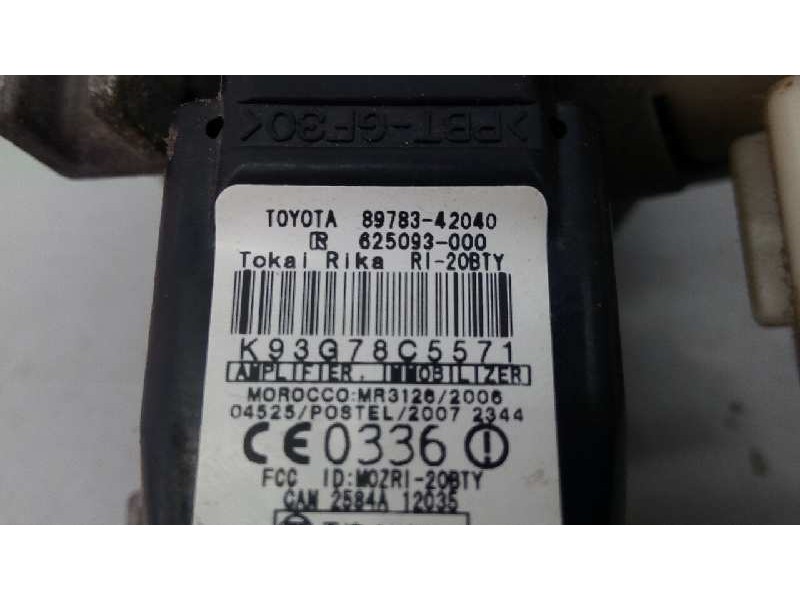 >PBT-GF30<
TOYOTA 89783-42040
R 625093-000
Tokai Rika RI-20BTY
K93G78C5571
AMPLIFIER, IMMOBILIZER
MOROCCO:MR3126/2006
04525/POSTEL/2007 2344
CE0336
FCC ID:MOZRI-20BTY
CAN 2584A 12035